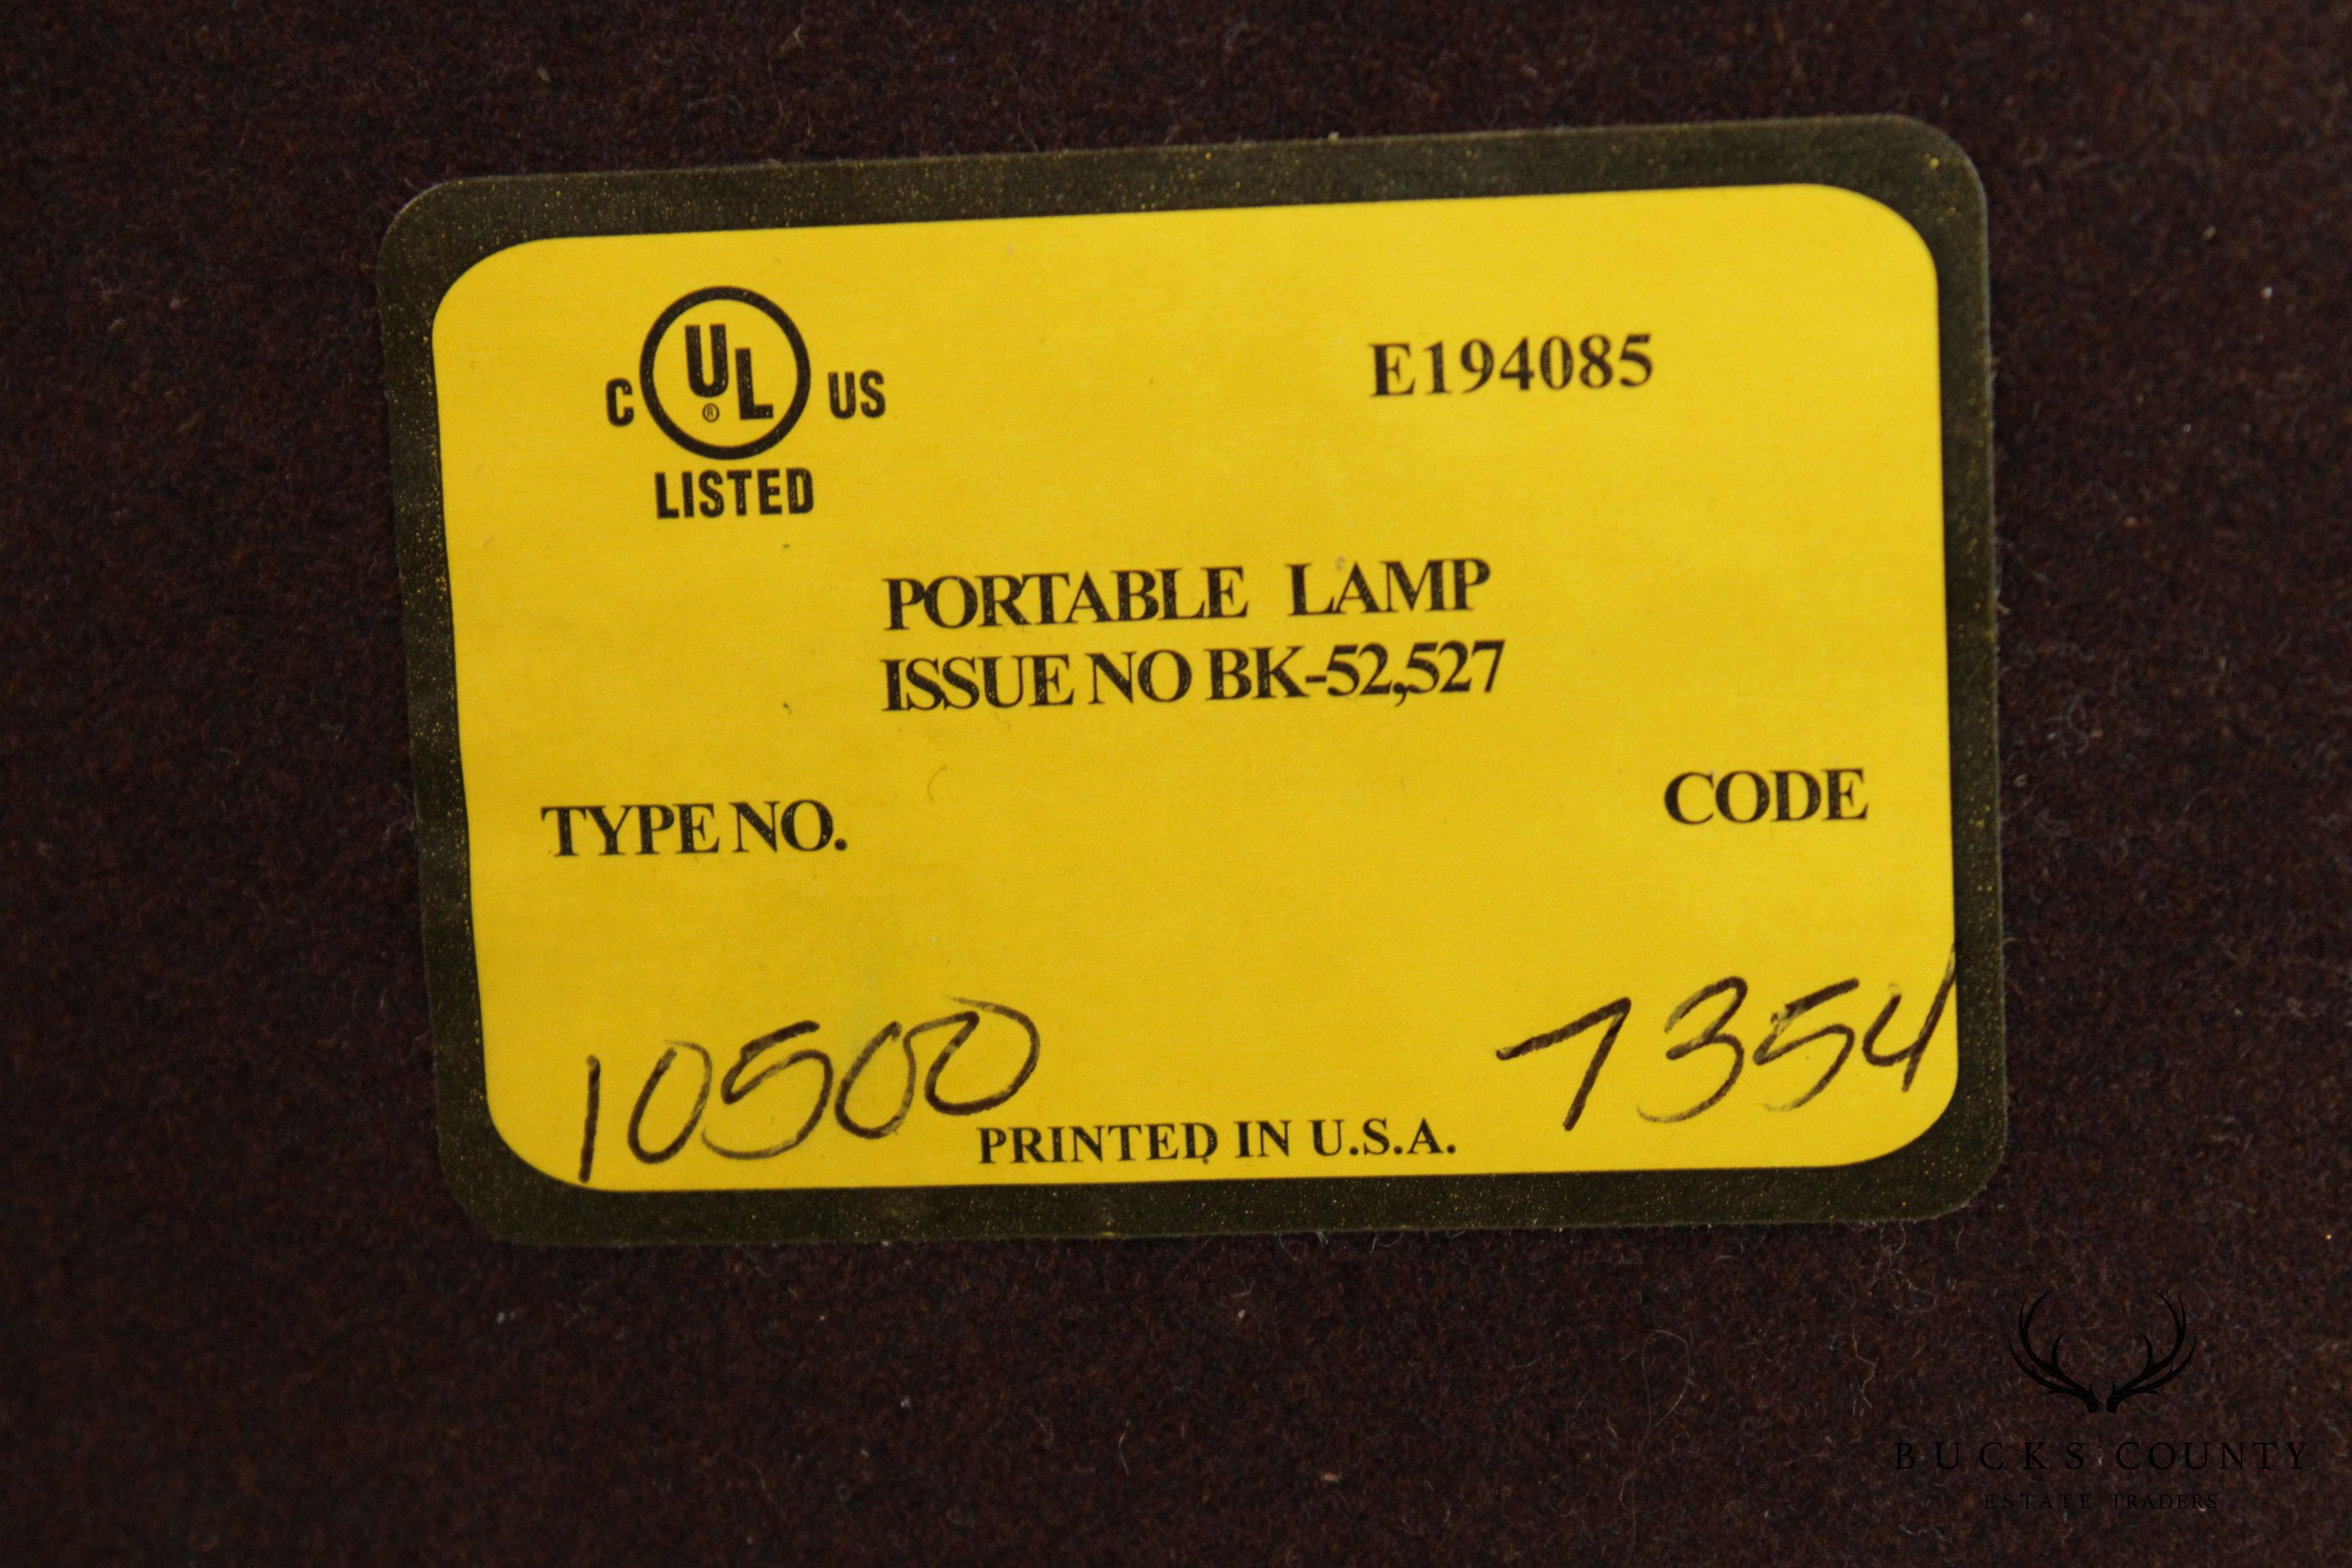 C UL® US
LISTED
E194085
PORTABLE LAMP
ISSUE NO BK-52,527
TYPE NO.
CODE
10500
7354
PRINTED IN U.S.A.
BUCKS COUNTY
ESTATE TRADERS